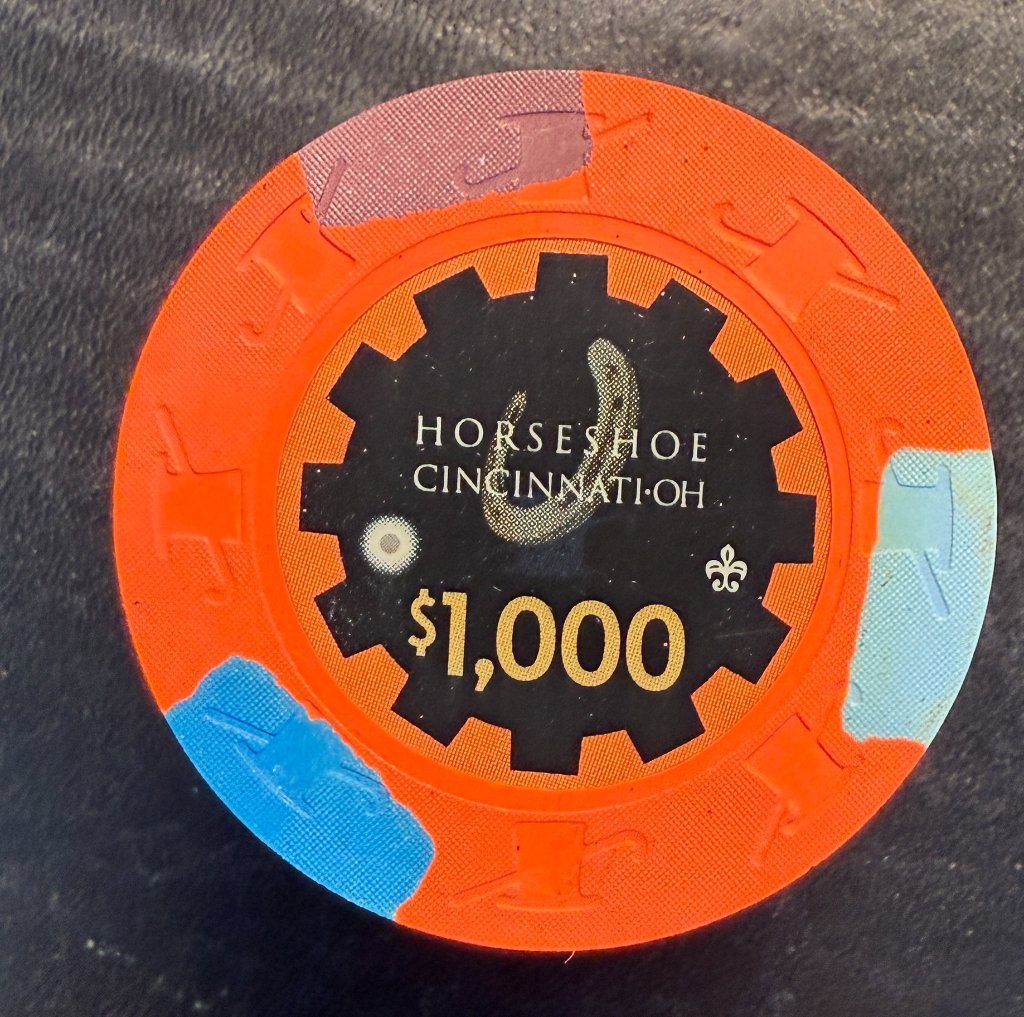 HORSESHOE
CINCINNATI·OH
$1,000